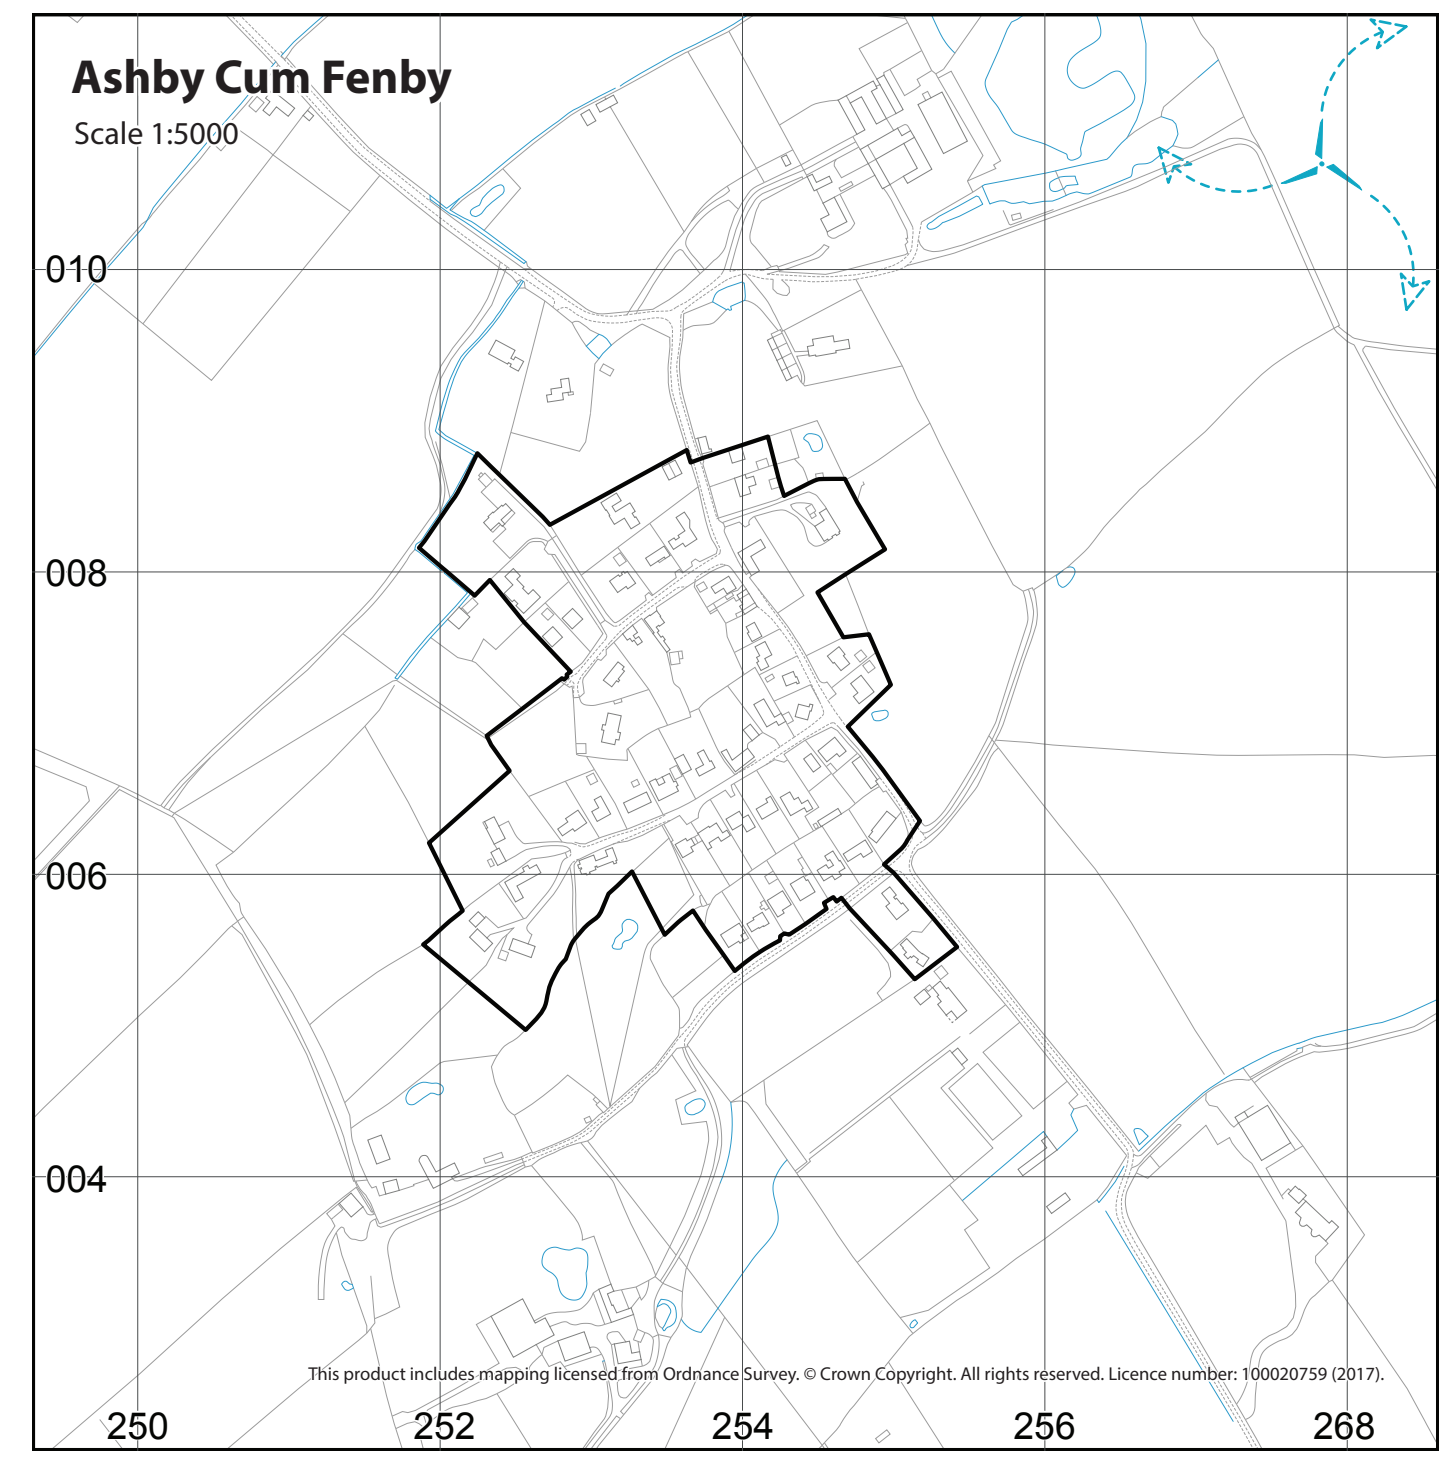 Ashby Cum Fenby
Scale 1:5000
010
008
006
004
This product includes mapping licensed from Ordnance Survey. © Crown Copyright. All rights reserved. Licence number: 100020759 (2017).
250 252 254 256 268